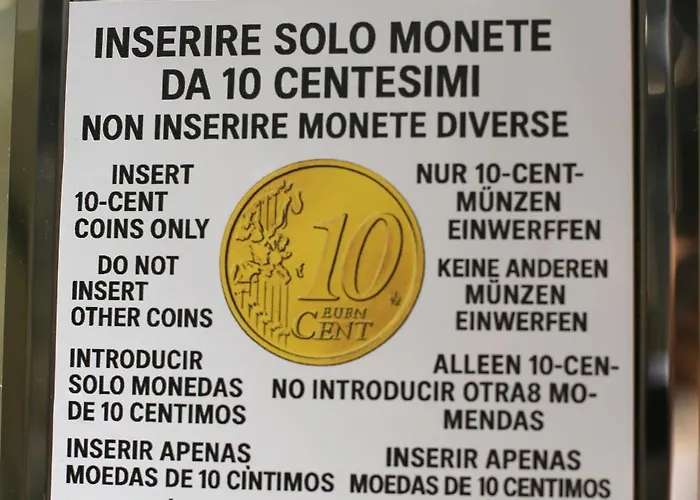 INSERIRE SOLO MONETE
DA 10 CENTESIMI
NON INSERIRE MONETE DIVERSE
INSERT
10-CENT
COINS ONLY
DO NOT
INSERT
OTHER COINS
10
EURN
CENT
NUR 10-CENT-
MÜNZEN
EINWERFFEN
KEINE ANDEREN
MÜNZEN
EINWERFEN
INTRODUCIR
SOLO MONEDAS
DE 10 CENTIMOS
ALLEEN 10-CEN-
NO INTRODUCIR OTRA8 MO-
MENDAS
INSERIR APENAS
MOEDAS DE 10 CÌNTIMOS
INSERIR APENAS
MOEDAS DE 10 CENTIMOS